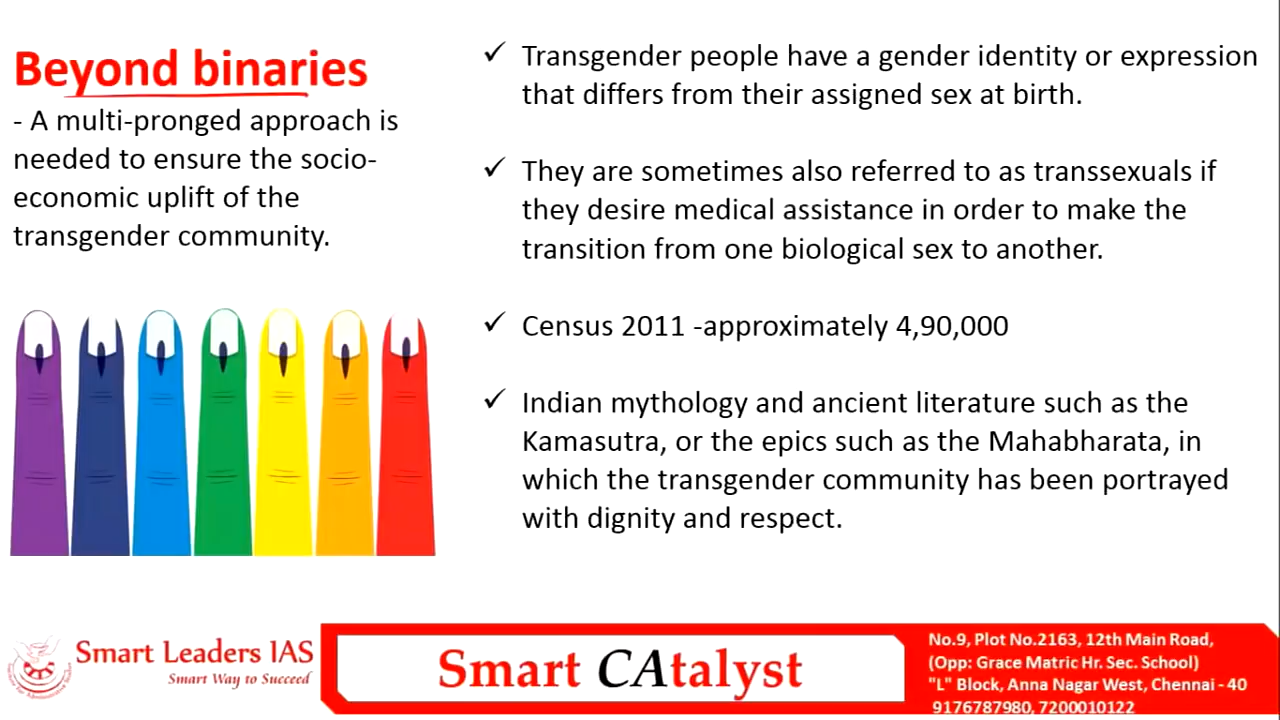 Beyond binaries
- A multi-pronged approach is
needed to ensure the socio-
economic uplift of the
transgender community.
✓ Transgender people have a gender identity or expression
that differs from their assigned sex at birth.
✓ They are sometimes also referred to as transsexuals if
they desire medical assistance in order to make the
transition from one biological sex to another.
✓ Census 2011 -approximately 4,90,000
✓ Indian mythology and ancient literature such as the
Kamasutra, or the epics such as the Mahabharata, in
which the transgender community has been portrayed
with dignity and respect.
Smart Leaders IAS
Smart Way to Succeed
Smart CAtalyst
No.9, Plot No.2163, 12th Main Road,
(Opp: Grace Matric Hr. Sec. School)
"L" Block, Anna Nagar West, Chennai - 40
9176787980, 7200010122